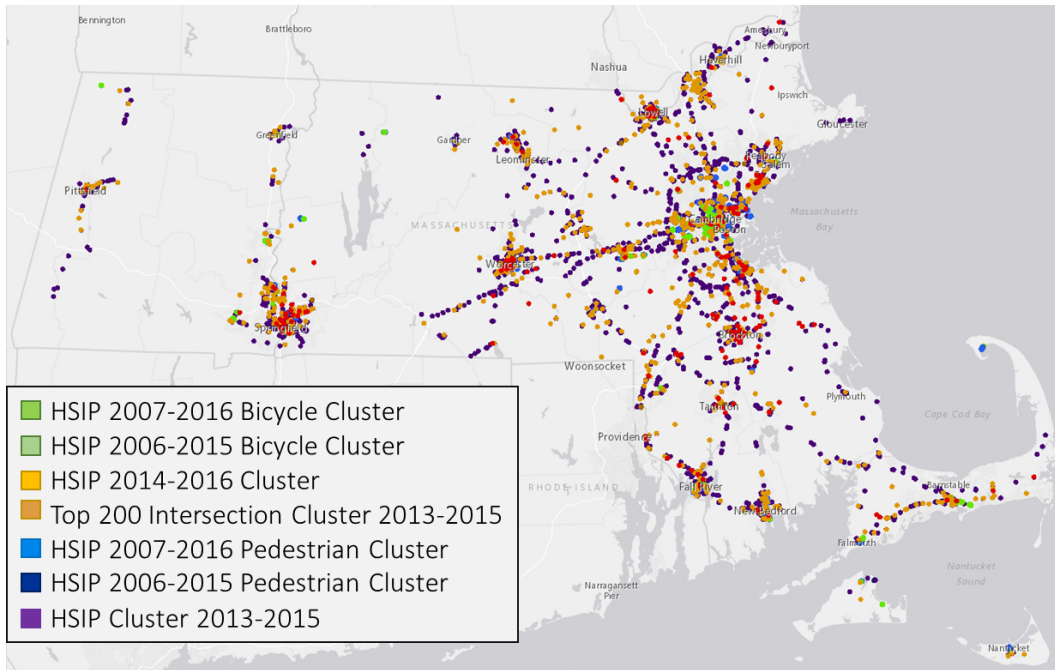 Bennington
Brattleboro
Amesbury
Newburyport
Nashua
Haverhill
Ipswich
Lowell
Gloucester
Greenfield
Gardner
Leominster
Peabody
Salem
Pittsfield
MASSACHUSETTS
Cambridge
Boston
Massachusetts
Bay
Worcester
Springfield
Brockton
Woonsocket
Plymouth
Taunton
Cape Cod Bay
Providence
RHODE ISLAND
Fall River
New Bedford
Barnstable
Falmouth
Nantucket
Sound
Narragansett
Pier
Nantucket
HSIP 2007-2016 Bicycle Cluster
HSIP 2006-2015 Bicycle Cluster
HSIP 2014-2016 Cluster
Top 200 Intersection Cluster 2013-2015
HSIP 2007-2016 Pedestrian Cluster
HSIP 2006-2015 Pedestrian Cluster
HSIP Cluster 2013-2015